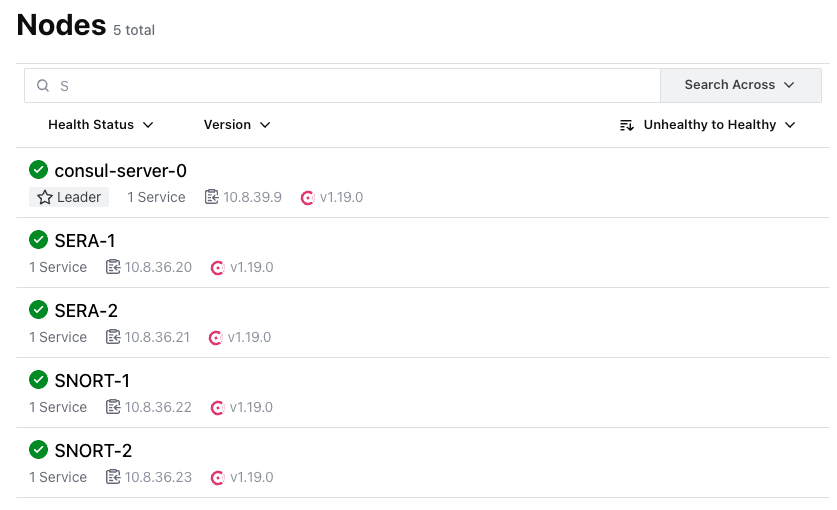 Nodes 5 total
S Search Across
Health Status Version Unhealthy to Healthy
consul-server-0
Leader 1 Service 10.8.39.9 v1.19.0
SERA-1
1 Service 10.8.36.20 v1.19.0
SERA-2
1 Service 10.8.36.21 v1.19.0
SNORT-1
1 Service 10.8.36.22 v1.19.0
SNORT-2
1 Service 10.8.36.23 v1.19.0